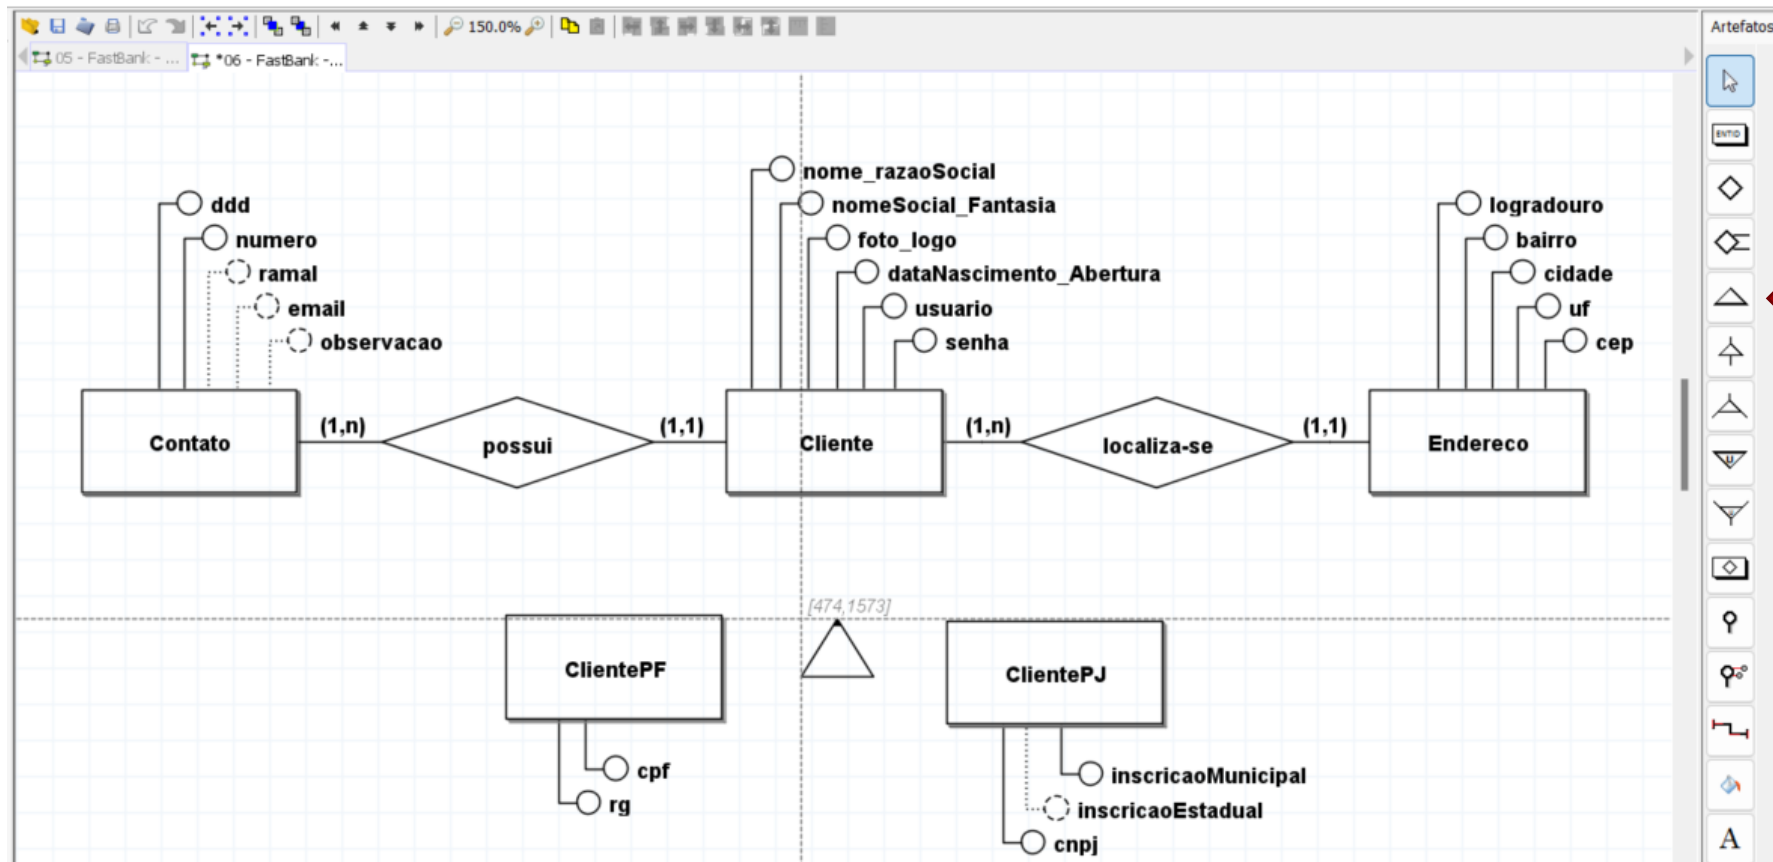 150.0%
Artefatos
05 - FastBank - ...
*06 - FastBank -...
nome_razaoSocial
nomeSocial_Fantasia
foto_logo
dataNascimento_Abertura
usuario
senha
ddd
numero
ramal
email
observacao
logradouro
bairro
cidade
uf
cep
Contato
(1,n)
possui
(1,1)
Cliente
(1,n)
localiza-se
(1,1)
Endereco
[474,1573]
ClientePF
ClientePJ
cpf
rg
inscricaoMunicipal
inscricaoEstadual
cnpj
ENTID
U
A